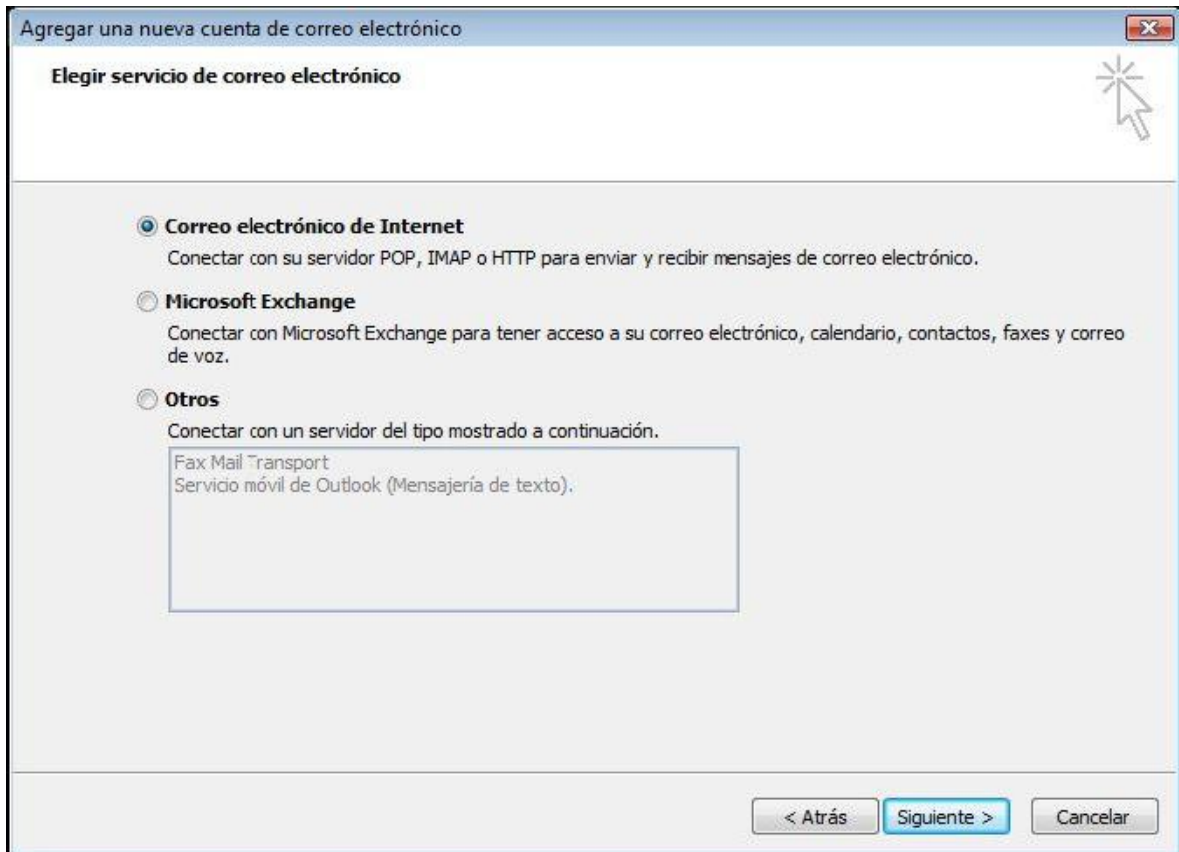 Agregar una nueva cuenta de correo electrónico
Elegir servicio de correo electrónico
Correo electrónico de Internet
Conectar con su servidor POP, IMAP o HTTP para enviar y recibir mensajes de correo electrónico.
Microsoft Exchange
Conectar con Microsoft Exchange para tener acceso a su correo electrónico, calendario, contactos, faxes y correo
de voz.
Otros
Conectar con un servidor del tipo mostrado a continuación.
Fax Mail Transport
Servicio móvil de Outlook (Mensajería de texto).
< Atrás
Siguiente >
Cancelar